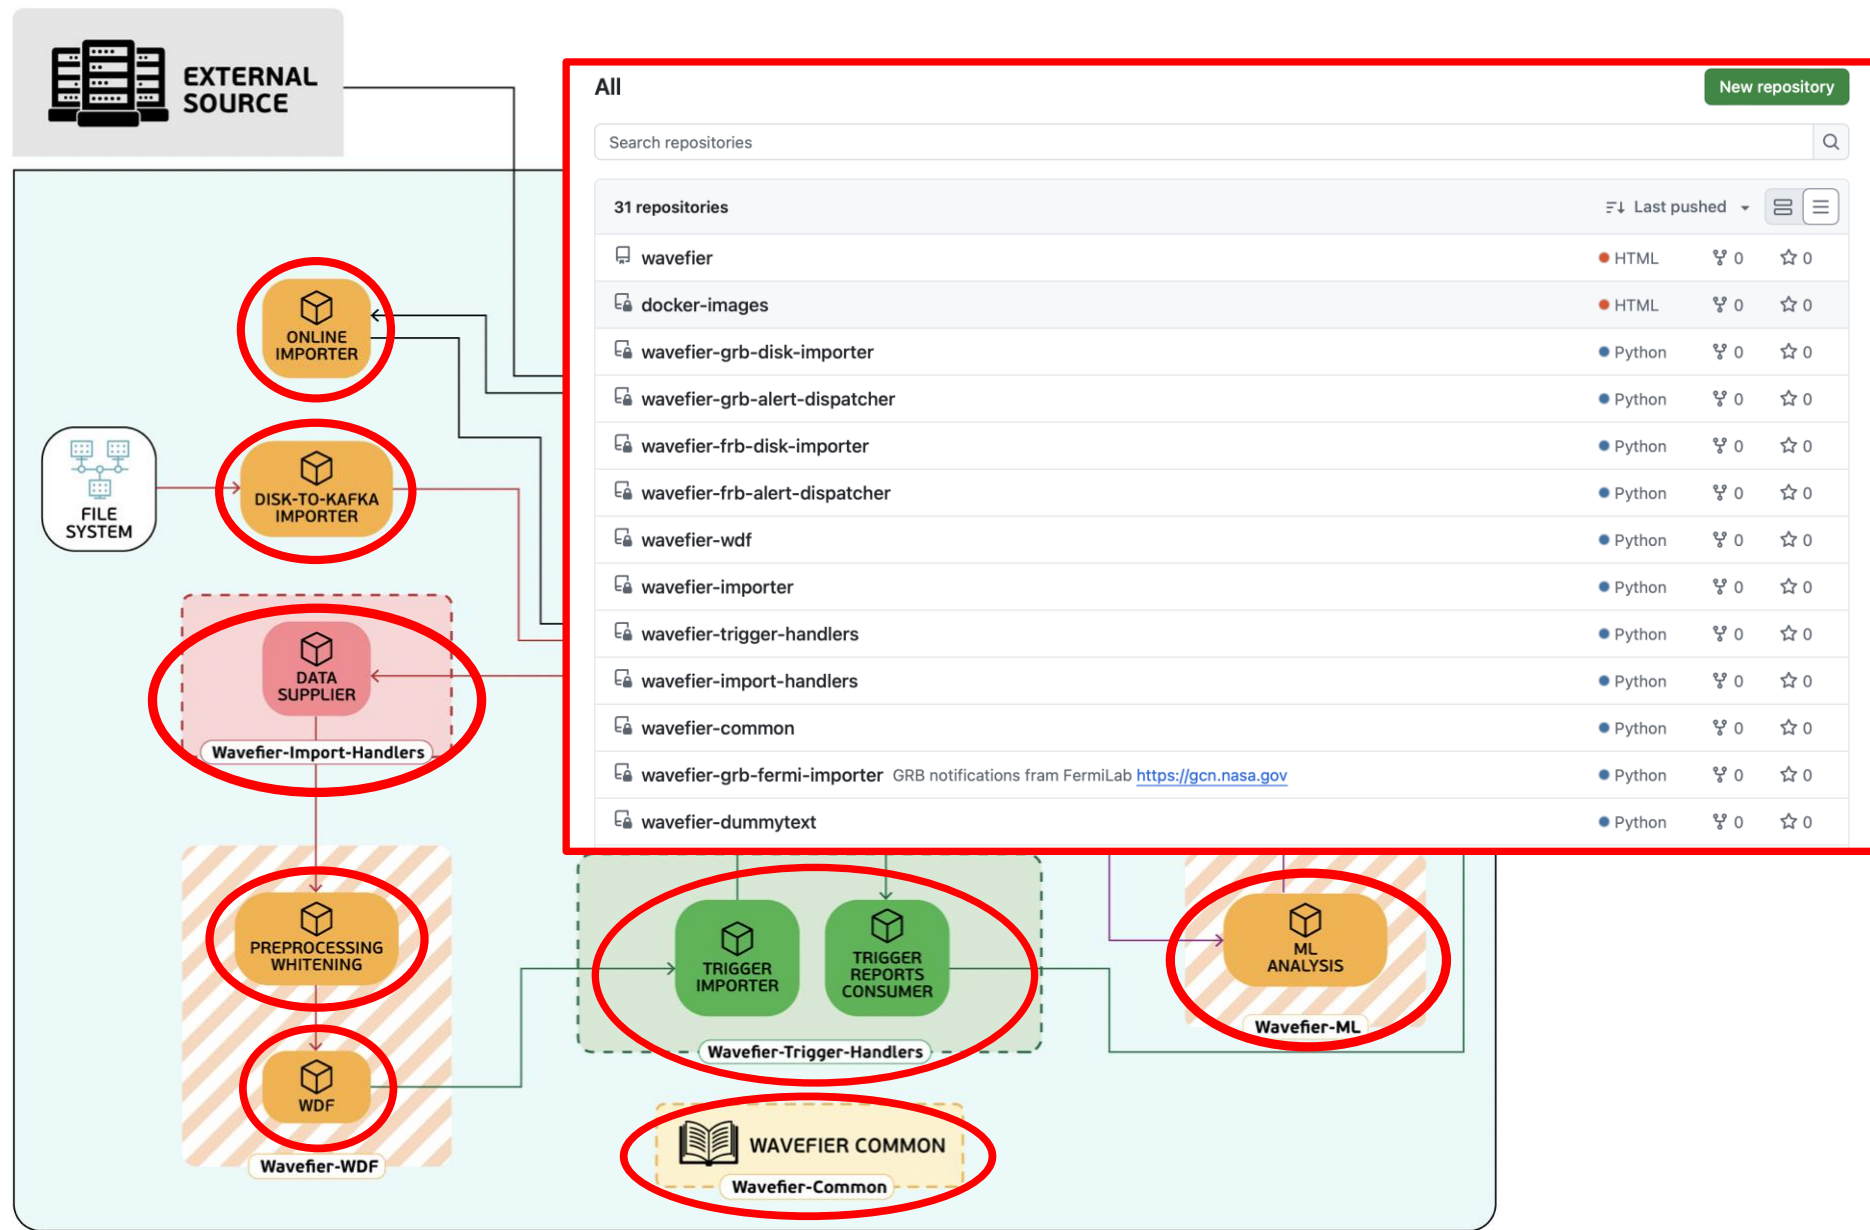 EXTERNAL
SOURCE
All
New repository
Search repositories
31 repositories
Last pushed
wavefier
HTML
0
0
docker-images
HTML
0
0
wavefier-grb-disk-importer
Python
0
0
wavefier-grb-alert-dispatcher
Python
0
0
wavefier-frb-disk-importer
Python
0
0
wavefier-frb-alert-dispatcher
Python
0
0
wavefier-wdf
Python
0
0
wavefier-importer
Python
0
0
wavefier-trigger-handlers
Python
0
0
wavefier-import-handlers
Python
0
0
wavefier-common
Python
0
0
wavefier-grb-fermi-importer GRB notifications fram FermiLab https://gcn.nasa.gov
Python
0
0
wavefier-dummytext
Python
0
0
ONLINE
IMPORTER
FILE
SYSTEM
DISK-TO-KAFKA
IMPORTER
DATA
SUPPLIER
Wavefier-Import-Handlers
PREPROCESSING
WHITENING
WDF
Wavefier-WDF
TRIGGER
IMPORTER
TRIGGER
REPORTS
CONSUMER
Wavefier-Trigger-Handlers
ML
ANALYSIS
Wavefier-ML
WAVEFIER COMMON
Wavefier-Common